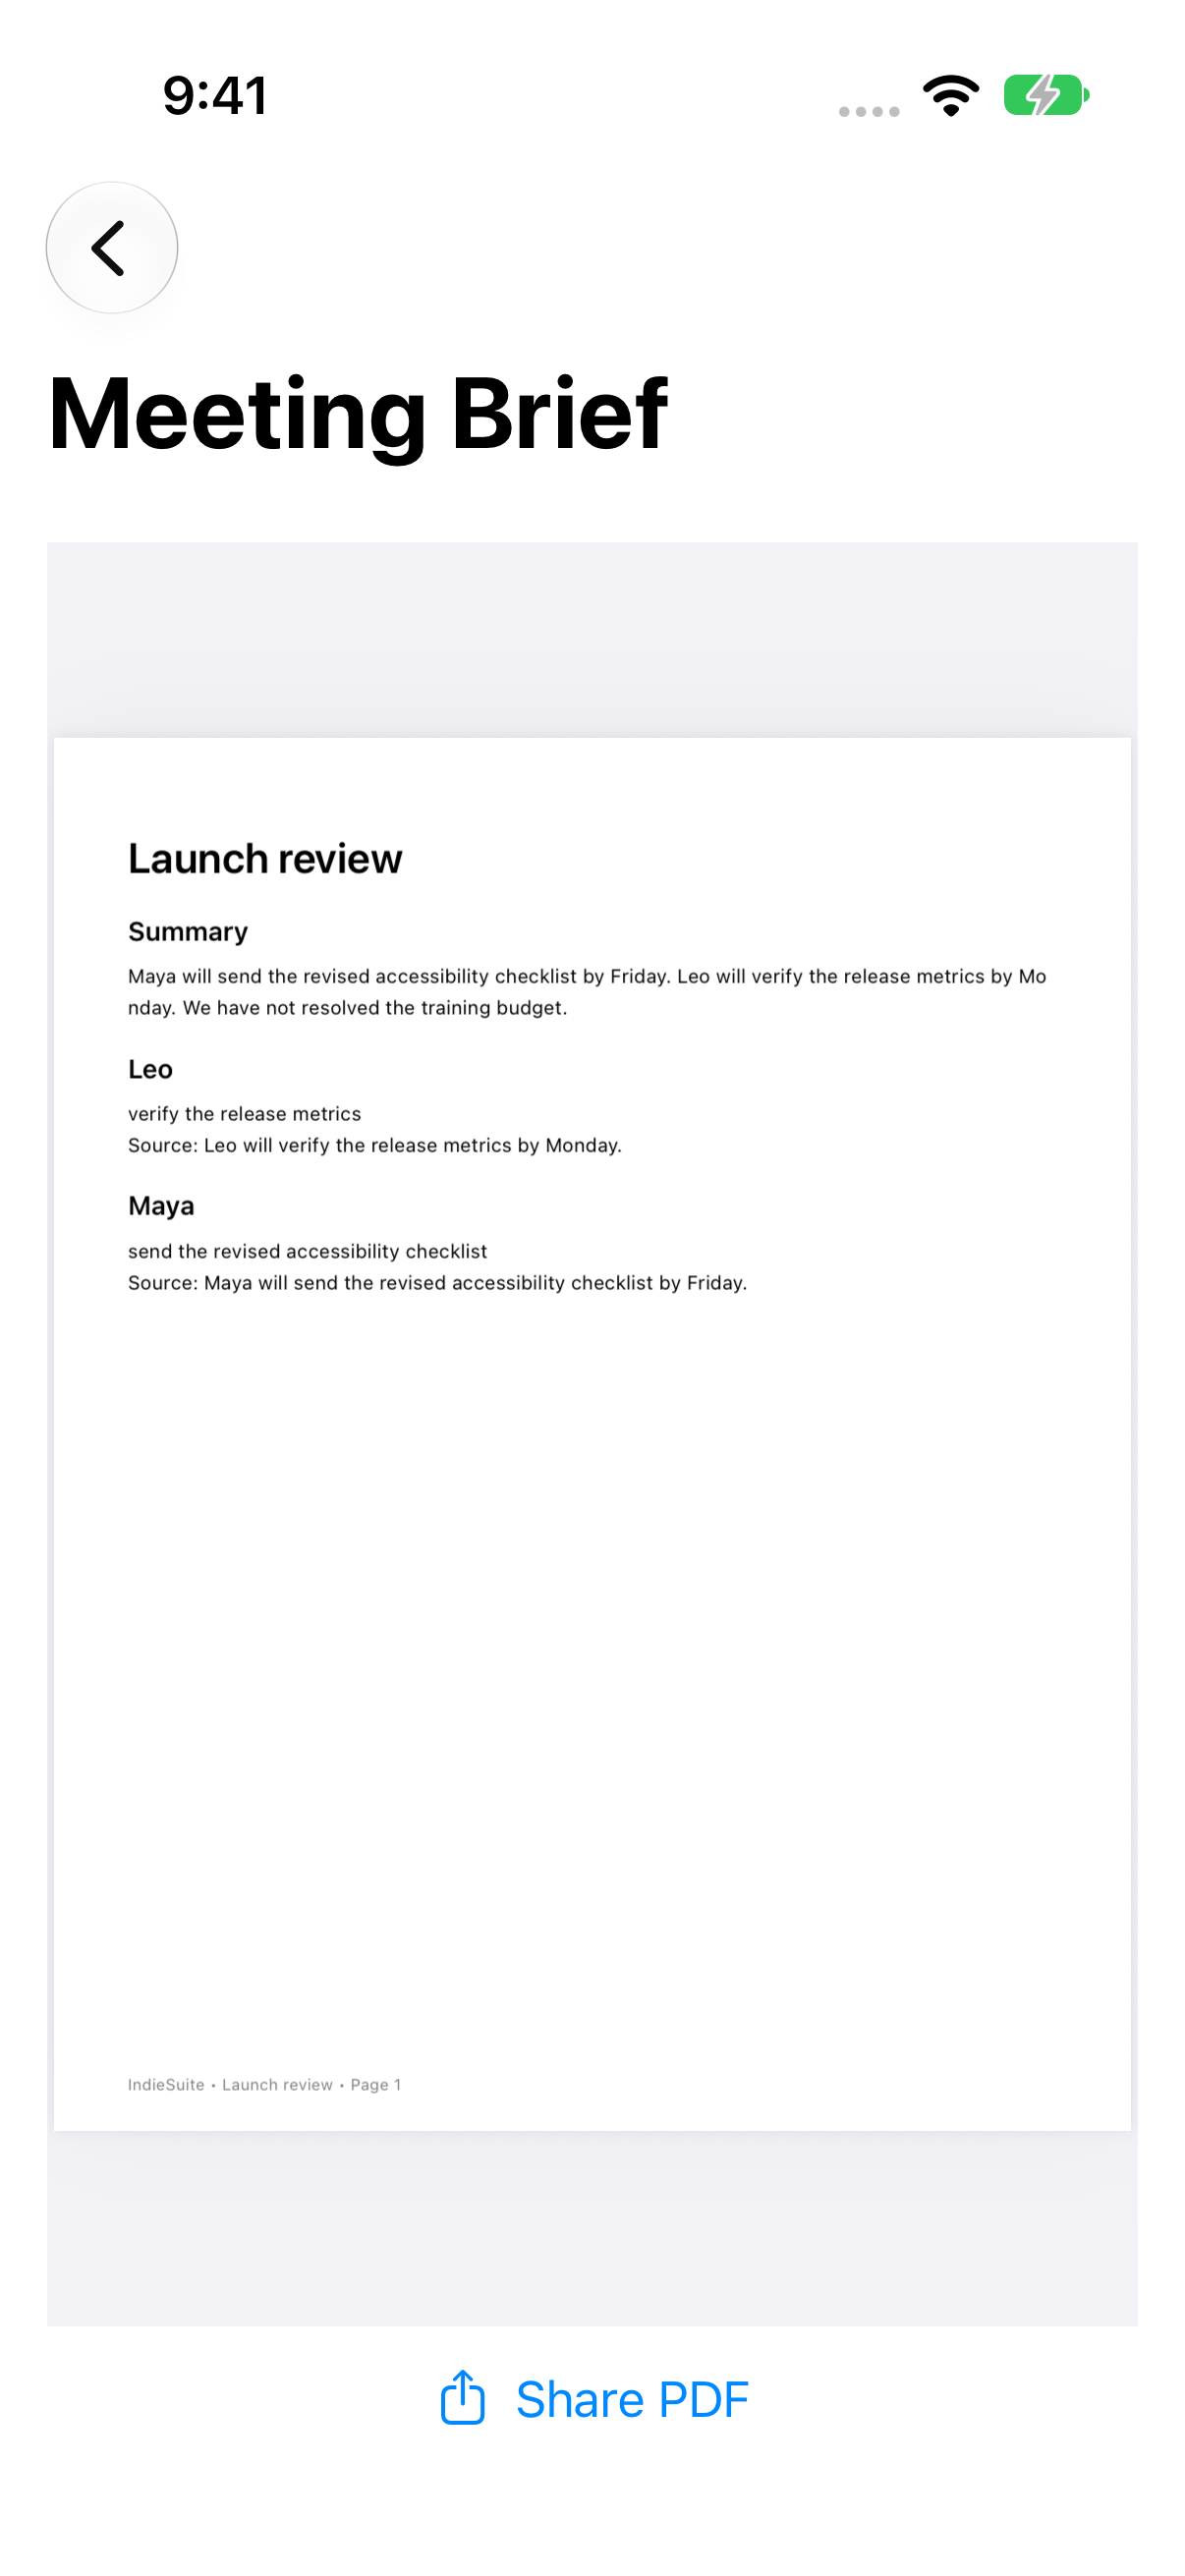 9:41
Meeting Brief
Launch review
Summary
Maya will send the revised accessibility checklist by Friday. Leo will verify the release metrics by Mo
nday. We have not resolved the training budget.
Leo
verify the release metrics
Source: Leo will verify the release metrics by Monday.
Maya
send the revised accessibility checklist
Source: Maya will send the revised accessibility checklist by Friday.
IndieSuite • Launch review • Page 1
Share PDF